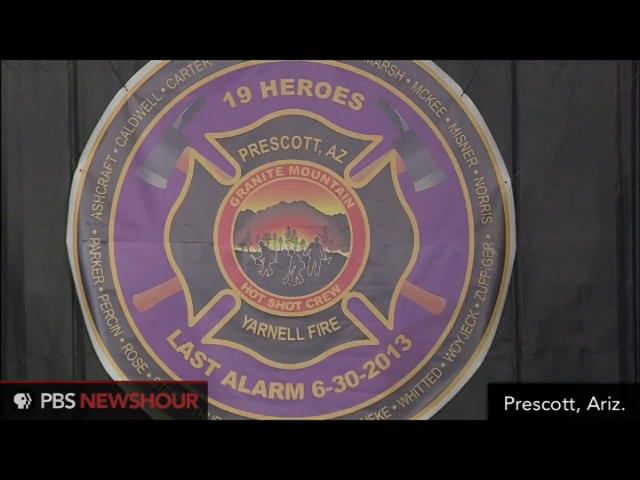 19 HEROES
PRESCOTT, AZ
GRANITE MOUNTAIN
HOT SHOT CREW
YARNELL FIRE
LAST ALARM 6-30-2013
PARKER • ASHCRAFT • CALDWELL • CARTER
MARSH • MCKEE • MISNER • NORRIS
PERCIN • ROSE
WHITTED • WOYJECK • ZUPPIGER
PBS NEWSHOUR
Prescott, Ariz.